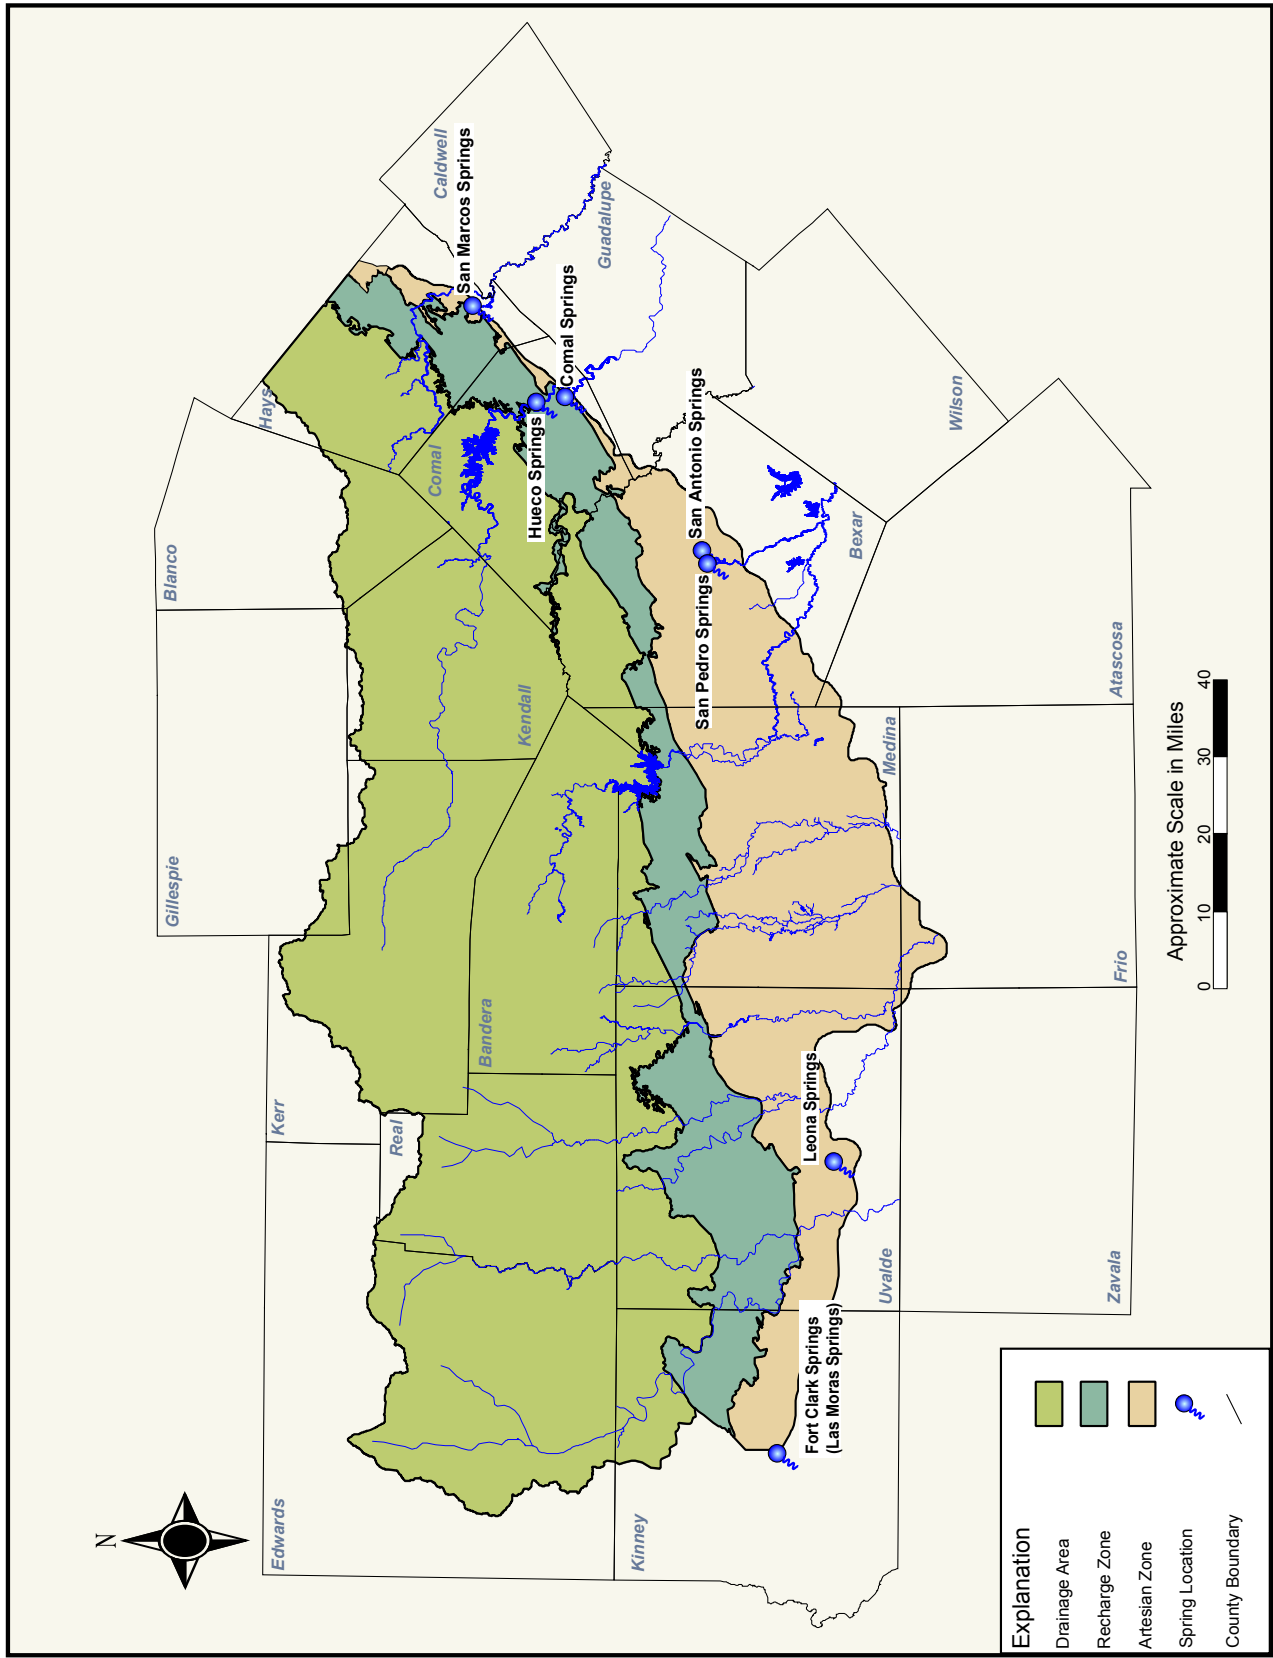 N
Edwards
Kerr
Gillespie
Blanco
Hays
Real
Comal
Caldwell
San Marcos Springs
Bandera
Kendall
Hueco Springs
Comal Springs
Guadalupe
Kinney
San Pedro Springs
San Antonio Springs
Fort Clark Springs
(Las Moras Springs)
Leona Springs
Uvalde
Medina
Bexar
Wilson
Zavala
Frio
Atascosa
Explanation
Drainage Area
Recharge Zone
Artesian Zone
Spring Location
County Boundary
Approximate Scale in Miles
0 10 20 30 40